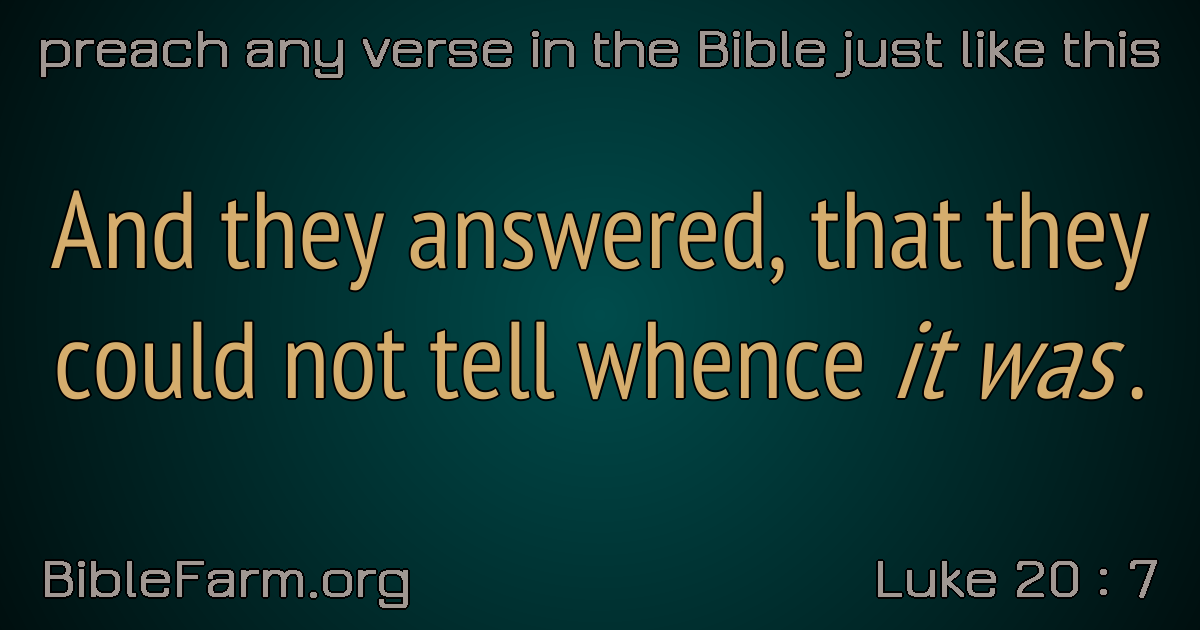 preach any verse in the Bible just like this
And they answered, that they
could not tell whence it was.
BibleFarm.org
Luke 20 : 7